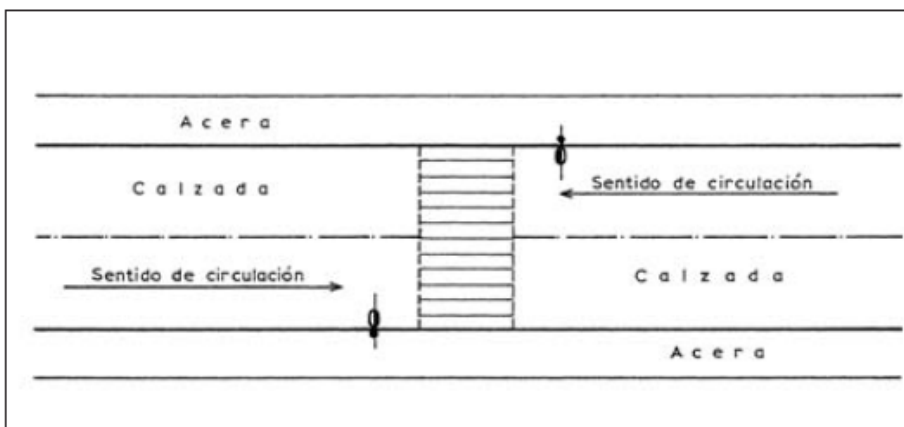 Acera
Calzada
Sentido de circulación
Sentido de circulación
Calzada
Acera